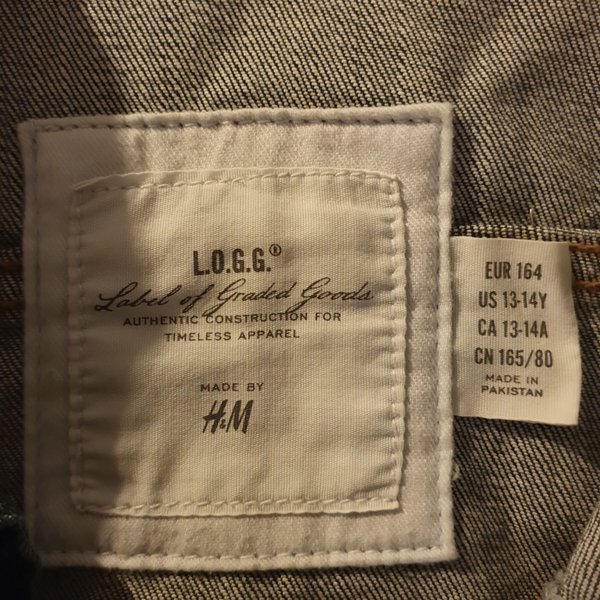 L.O.G.G.®
Label of Graded Goods
AUTHENTIC CONSTRUCTION FOR
TIMELESS APPAREL
MADE BY
H&M
EUR 164
US 13-14Y
CA 13-14A
CN 165/80
MADE IN
PAKISTAN